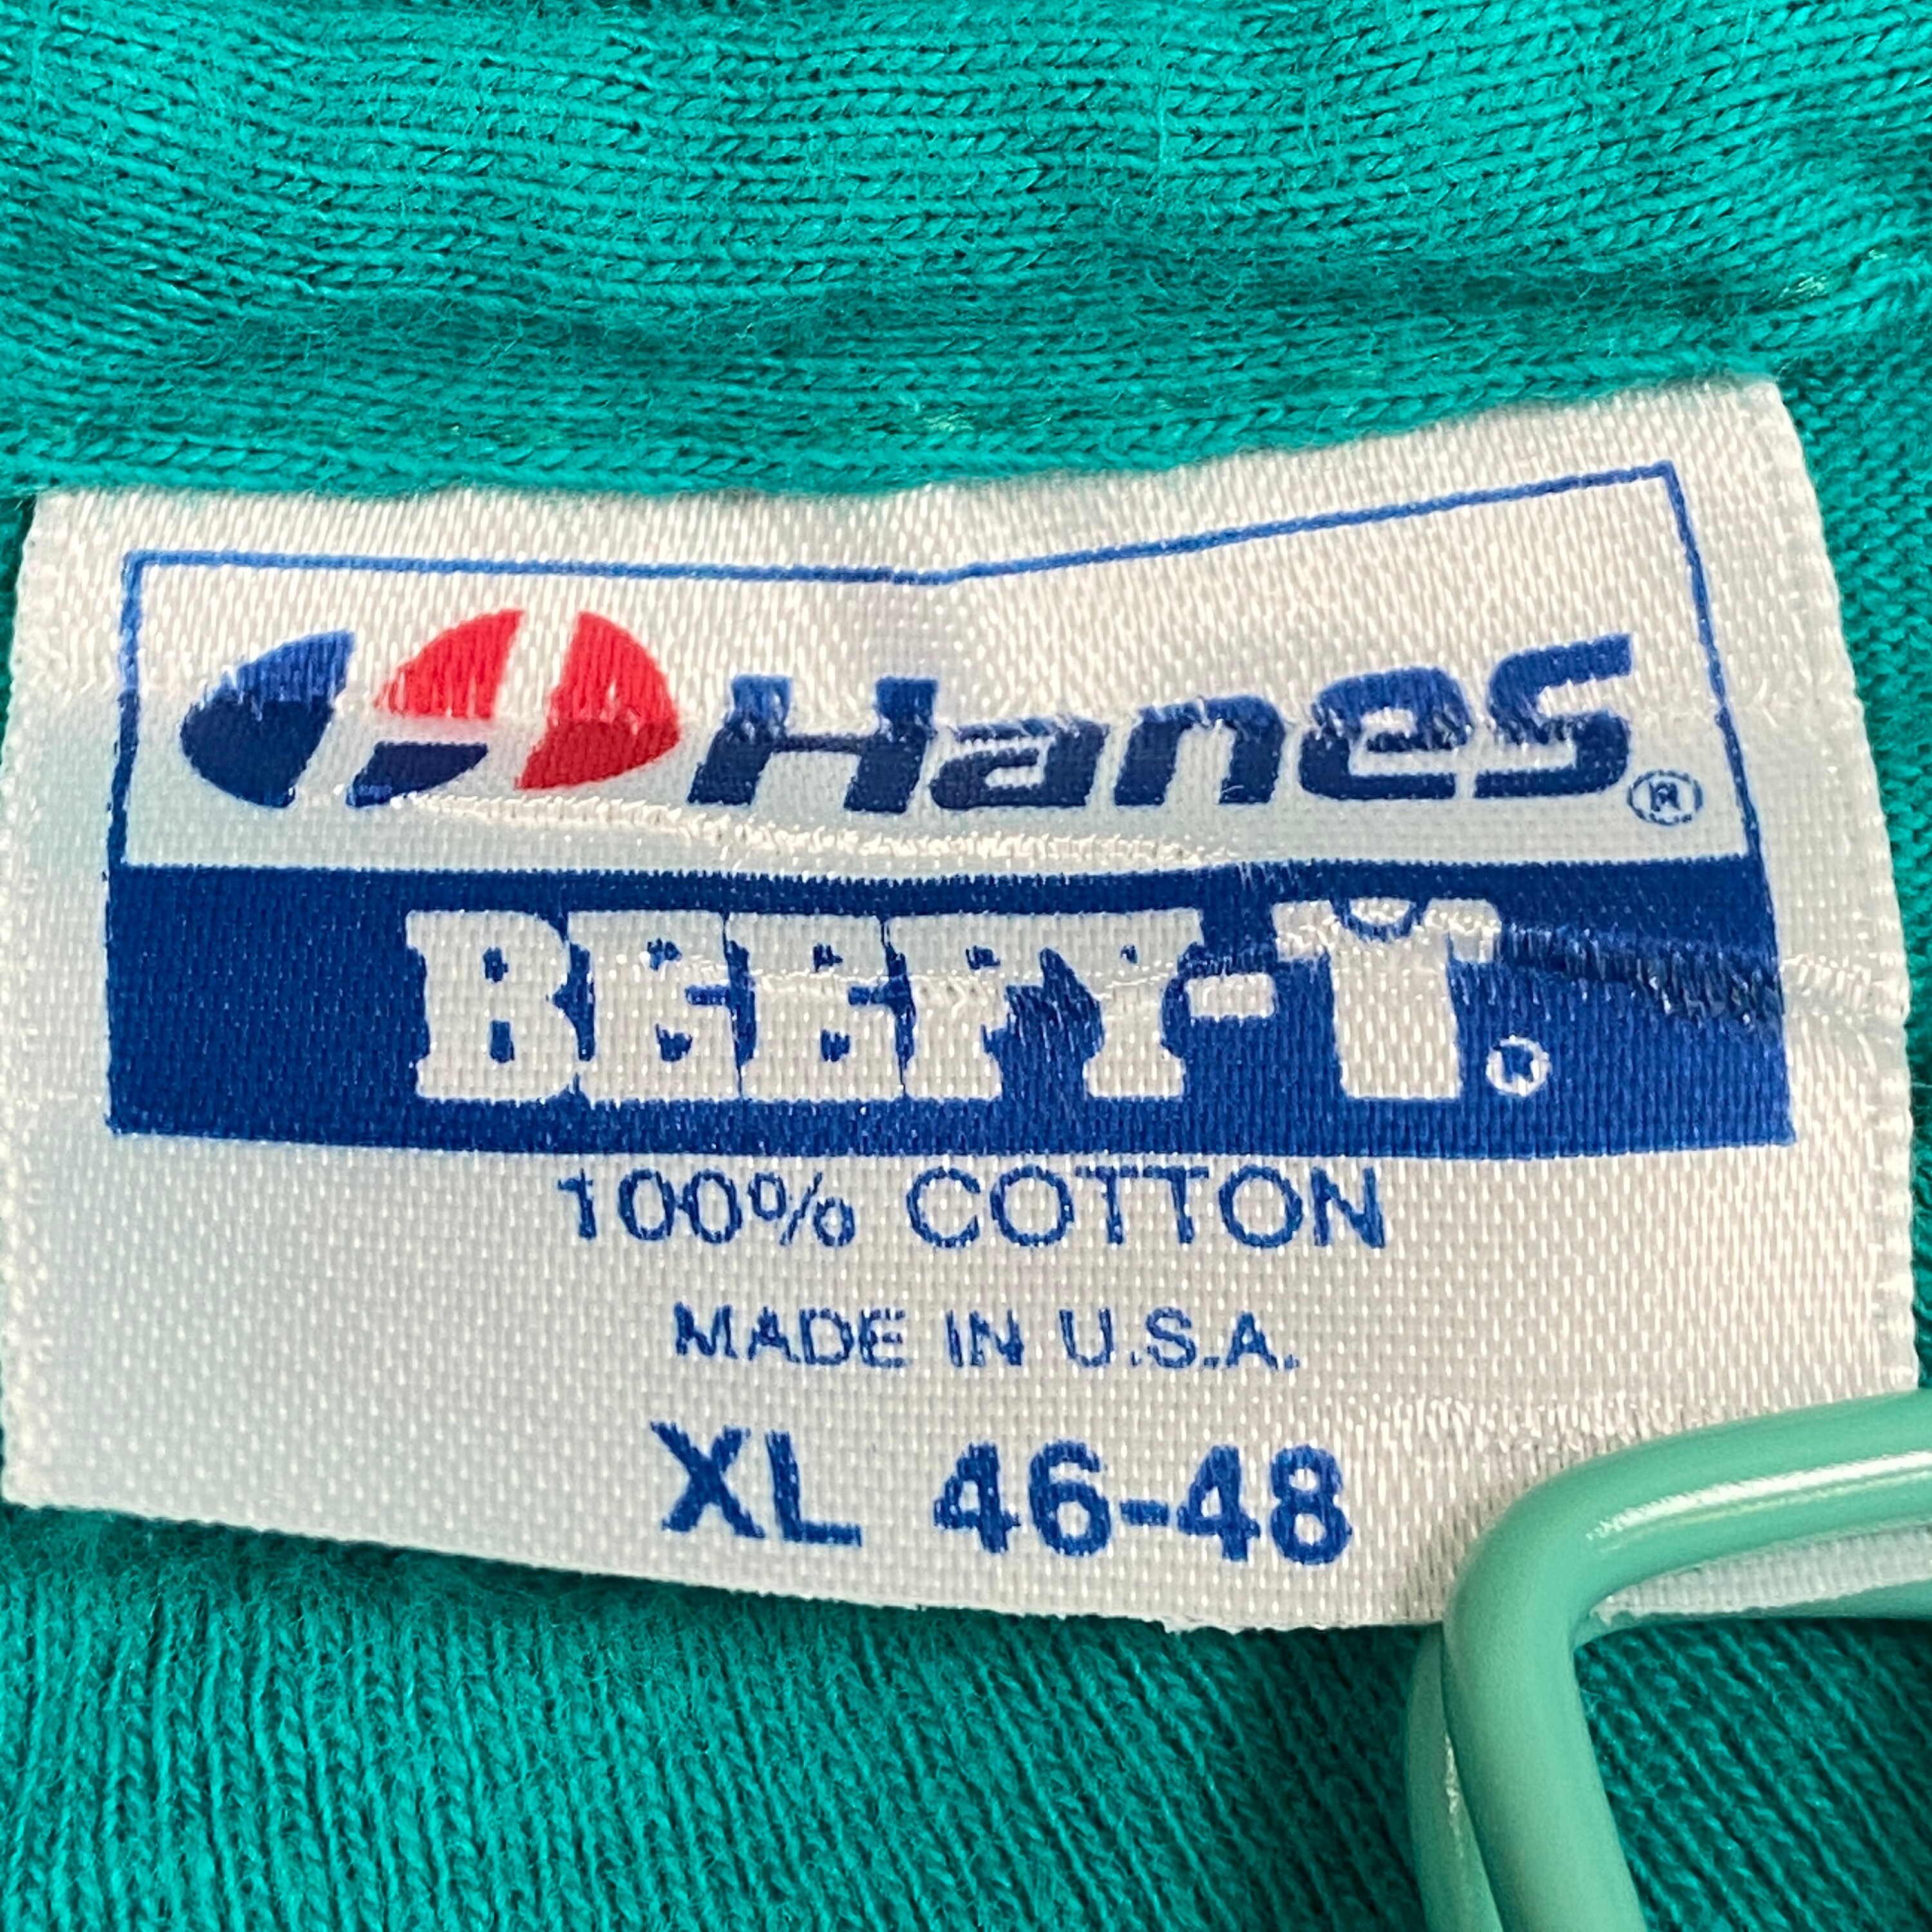 Hanes®
BEEFY-T®
100% COTTON
MADE IN U.S.A.
XL 46-48